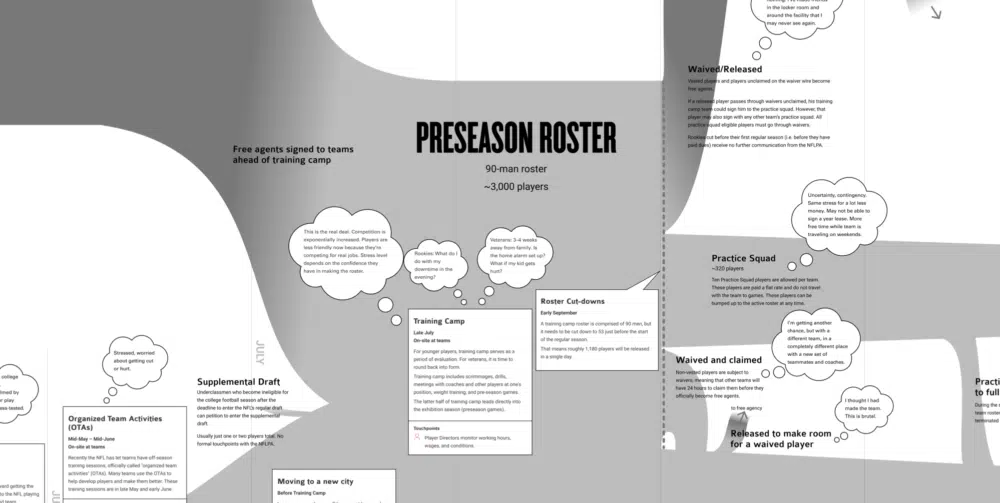 in the locker room and
around the facility that I
may never see again.
Waived/Released
Vested players and players unclaimed on the waiver wire become
free agents.
If a released player passes through waivers unclaimed, his training
camp team could sign him to the practice squad. However, that
player may also sign with any other team's practice squad. All
practice squad eligible players must go through waivers.
Rookies cut before their first regular season (i.e. before they have
paid dues) receive no further communication from the NFLPA.
PRESEASON ROSTER
90-man roster
~3,000 players
Free agents signed to teams
ahead of training camp
This is the real deal: Competition is
exponentially increased. Players are
less friendly now because they're
competing for real jobs. Stress level
depends on the confidence they
have in making the roster.
Rookies: What do I
do with my
downtime in the
evening?
Veterans: 3-4 weeks
away from family. Is
the home alarm set up?
What if my kid gets
hurt?
Uncertainty, contingency.
Same stress for a lot less
money. May not be able to
sign a year lease. More
free time while team is
traveling on weekends.
Practice Squad
~320 players
Ten Practice Squad players are allowed per team.
These players are paid a flat rate and do not travel
with the team to games. These players can be
bumped up to the active roster at any time.
Roster Cut-downs
Early September
A training camp roster is comprised of 90 men, but
it needs to be cut down to 53 just before the start
of the regular season.
That means roughly 1,180 players will be released
in a single day.
Training Camp
Late July
On-site at teams
For younger players, training camp serves as a
period of evaluation. For veterans, it is time to
round back into form.
Training camp includes scrimmages, drills,
meetings with coaches and other players at one's
position, weight training, and pre-season games.
The latter half of training camp leads directly into
the exhibition season (preseason games).
Touchpoints
Player Directors monitor working hours,
wages, and conditions.
I'm getting another
chance, but with a
different team, in a
completely different place
with a new set of
teammates and coaches.
Waived and claimed
Non-vested players are subject to
waivers, meaning that other teams will
have 24 hours to claim them before they
officially become free agents.
to free agency
I thought I had
made the team.
This is brutal.
Released to make room
for a waived player
JULY
Stressed, worried
about getting out
or hurt.
Supplemental Draft
Underclassmen who become ineligible for
the college football season after the
deadline to enter the NFL's regular draft
can petition to enter the supplemental
draft.
Usually just one or two players total. No
formal touchpoints with the NFLPA.
Organized Team Activities
(OTAs)
Mid-May – Mid-June
On-site at teams
Recently the NFL has let teams have off-season
training sessions, officially called 'organized team
activities' (OTAs). Many teams use the OTAs to
help develop players and make them better. These
training sessions are in late May and early June.
Moving to a new city
Before Training Camp
college
ined by
r play.
ss tested.
ward getting the
to the NFL playing
d team.
During the
team roster
terminated
to full